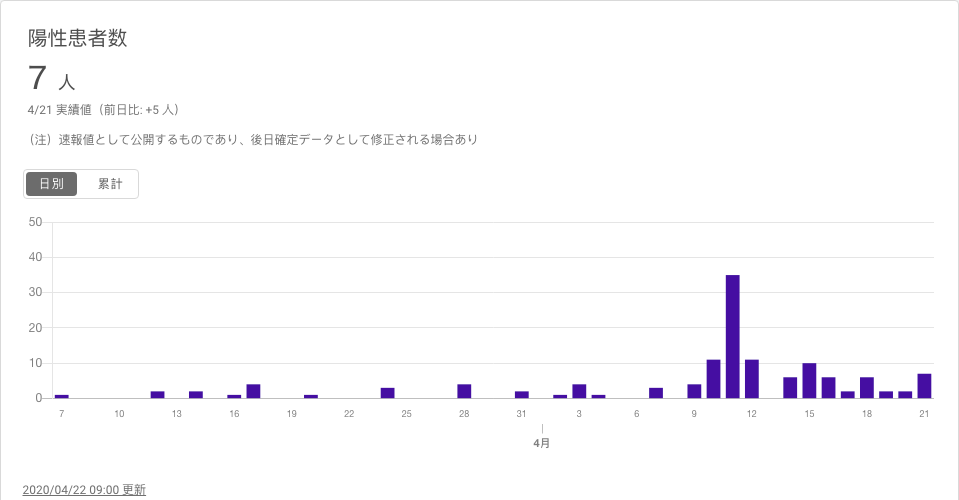 陽性患者数
7 人
4/21 実績値（前日比: +5 人）
（注）速報値として公開するものであり、後日確定データとして修正される場合あり
日別 累計
50
40
30
20
10
0
7 10 13 16 19 22 25 28 31 3 6 9 12 15 18 21
4月
2020/04/22 09:00 更新